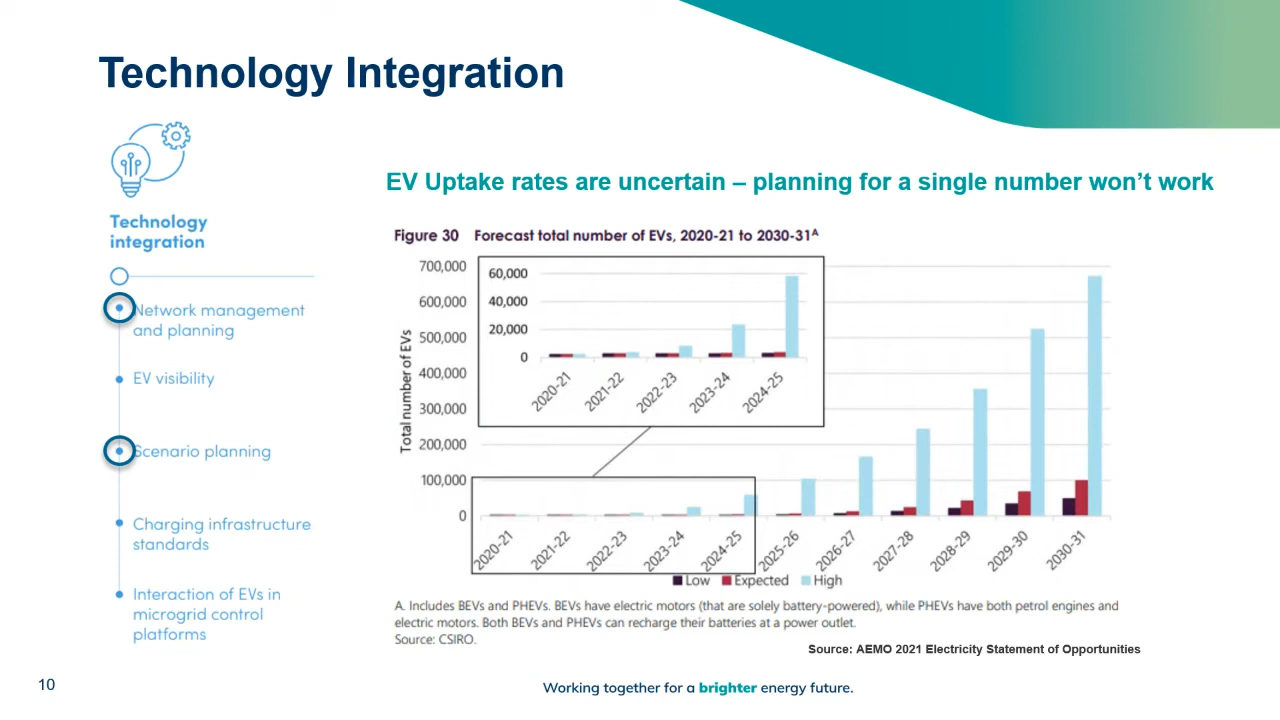 Technology Integration
Technology
integration
Network management
and planning
EV visibility
Scenario planning
Charging infrastructure
standards
Interaction of EVs in
microgrid control
platforms
EV Uptake rates are uncertain – planning for a single number won’t work
Figure 30 Forecast total number of EVs, 2020-21 to 2030-31ᴬ
Total number of EVs
700,000
600,000
500,000
400,000
300,000
200,000
100,000
0
60,000
40,000
20,000
0
2020-21
2021-22
2022-23
2023-24
2024-25
2020-21
2021-22
2022-23
2023-24
2024-25
2025-26
2026-27
2027-28
2028-29
2029-30
2030-31
Low Expected High
A. Includes BEVs and PHEVs. BEVs have electric motors (that are solely battery-powered), while PHEVs have both petrol engines and
electric motors. Both BEVs and PHEVs can recharge their batteries at a power outlet.
Source: CSIRO.
Source: AEMO 2021 Electricity Statement of Opportunities
10
Working together for a brighter energy future.